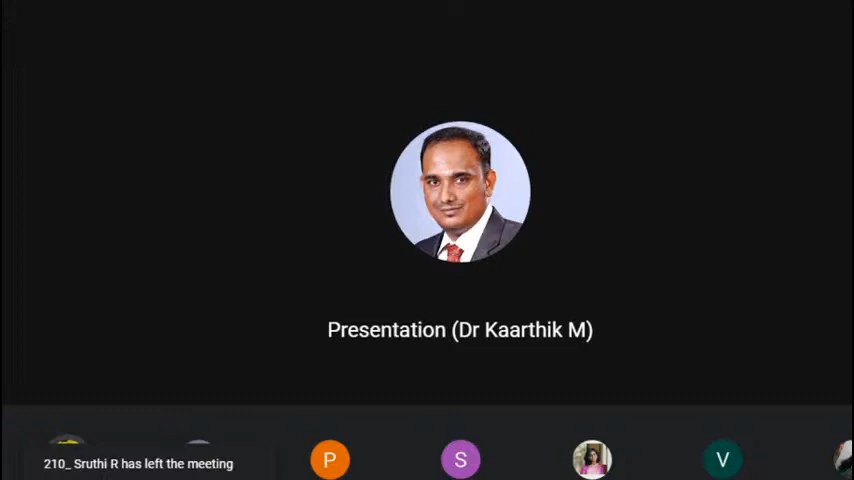 Presentation (Dr Kaarthik M)
210_ Sruthi R has left the meeting
P
S
V